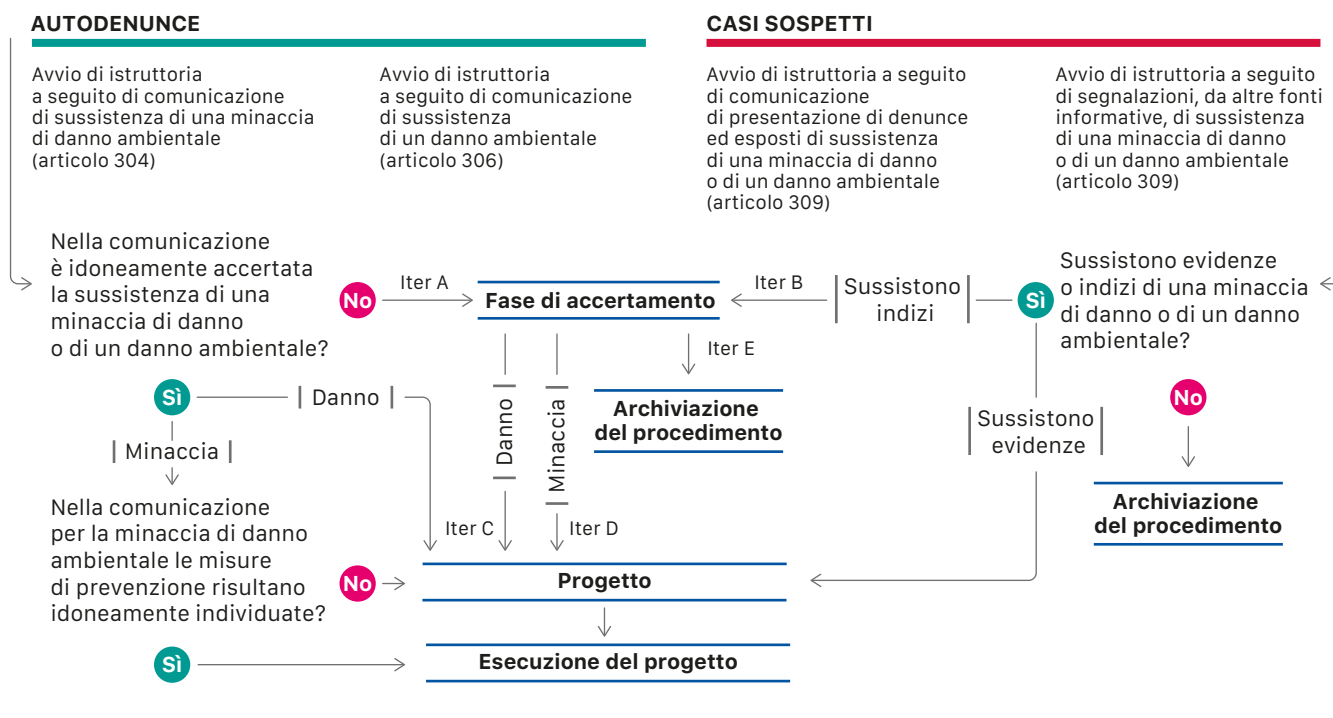 AUTODENUNCE
Avvio di istruttoria
a seguito di comunicazione
di sussistenza di una minaccia
di danno ambientale
(articolo 304)
Avvio di istruttoria
a seguito di comunicazione
di sussistenza
di un danno ambientale
(articolo 306)
CASI SOSPETTI
Avvio di istruttoria a seguito
di comunicazione
di presentazione di denunce
ed esposti di sussistenza
di una minaccia di danno
o di un danno ambientale
(articolo 309)
Avvio di istruttoria a seguito
di segnalazioni, da altre fonti
informative, di sussistenza
di una minaccia di danno
o di un danno ambientale
(articolo 309)
Nella comunicazione
è idoneamente accertata
la sussistenza di una
minaccia di danno
o di un danno ambientale?
No
Iter A
Fase di accertamento
Iter B
Sussistono
indizi
Sì
Sussistono evidenze
o indizi di una minaccia
di danno o di un danno
ambientale?
Iter E
Sì
Danno
Danno
Minaccia
Archiviazione
del procedimento
Sussistono
evidenze
No
Minaccia
Archiviazione
del procedimento
Nella comunicazione
per la minaccia di danno
ambientale le misure
di prevenzione risultano
idoneamente individuate?
Iter C
Iter D
No
Progetto
Sì
Esecuzione del progetto